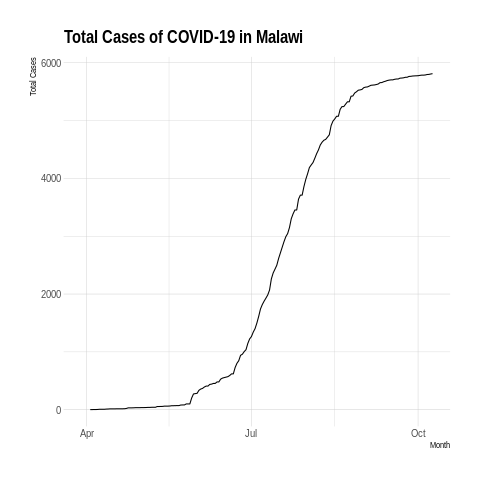 Total Cases of COVID-19 in Malawi
Total Cases
6000
4000
2000
0
Apr
Jul
Oct
Month